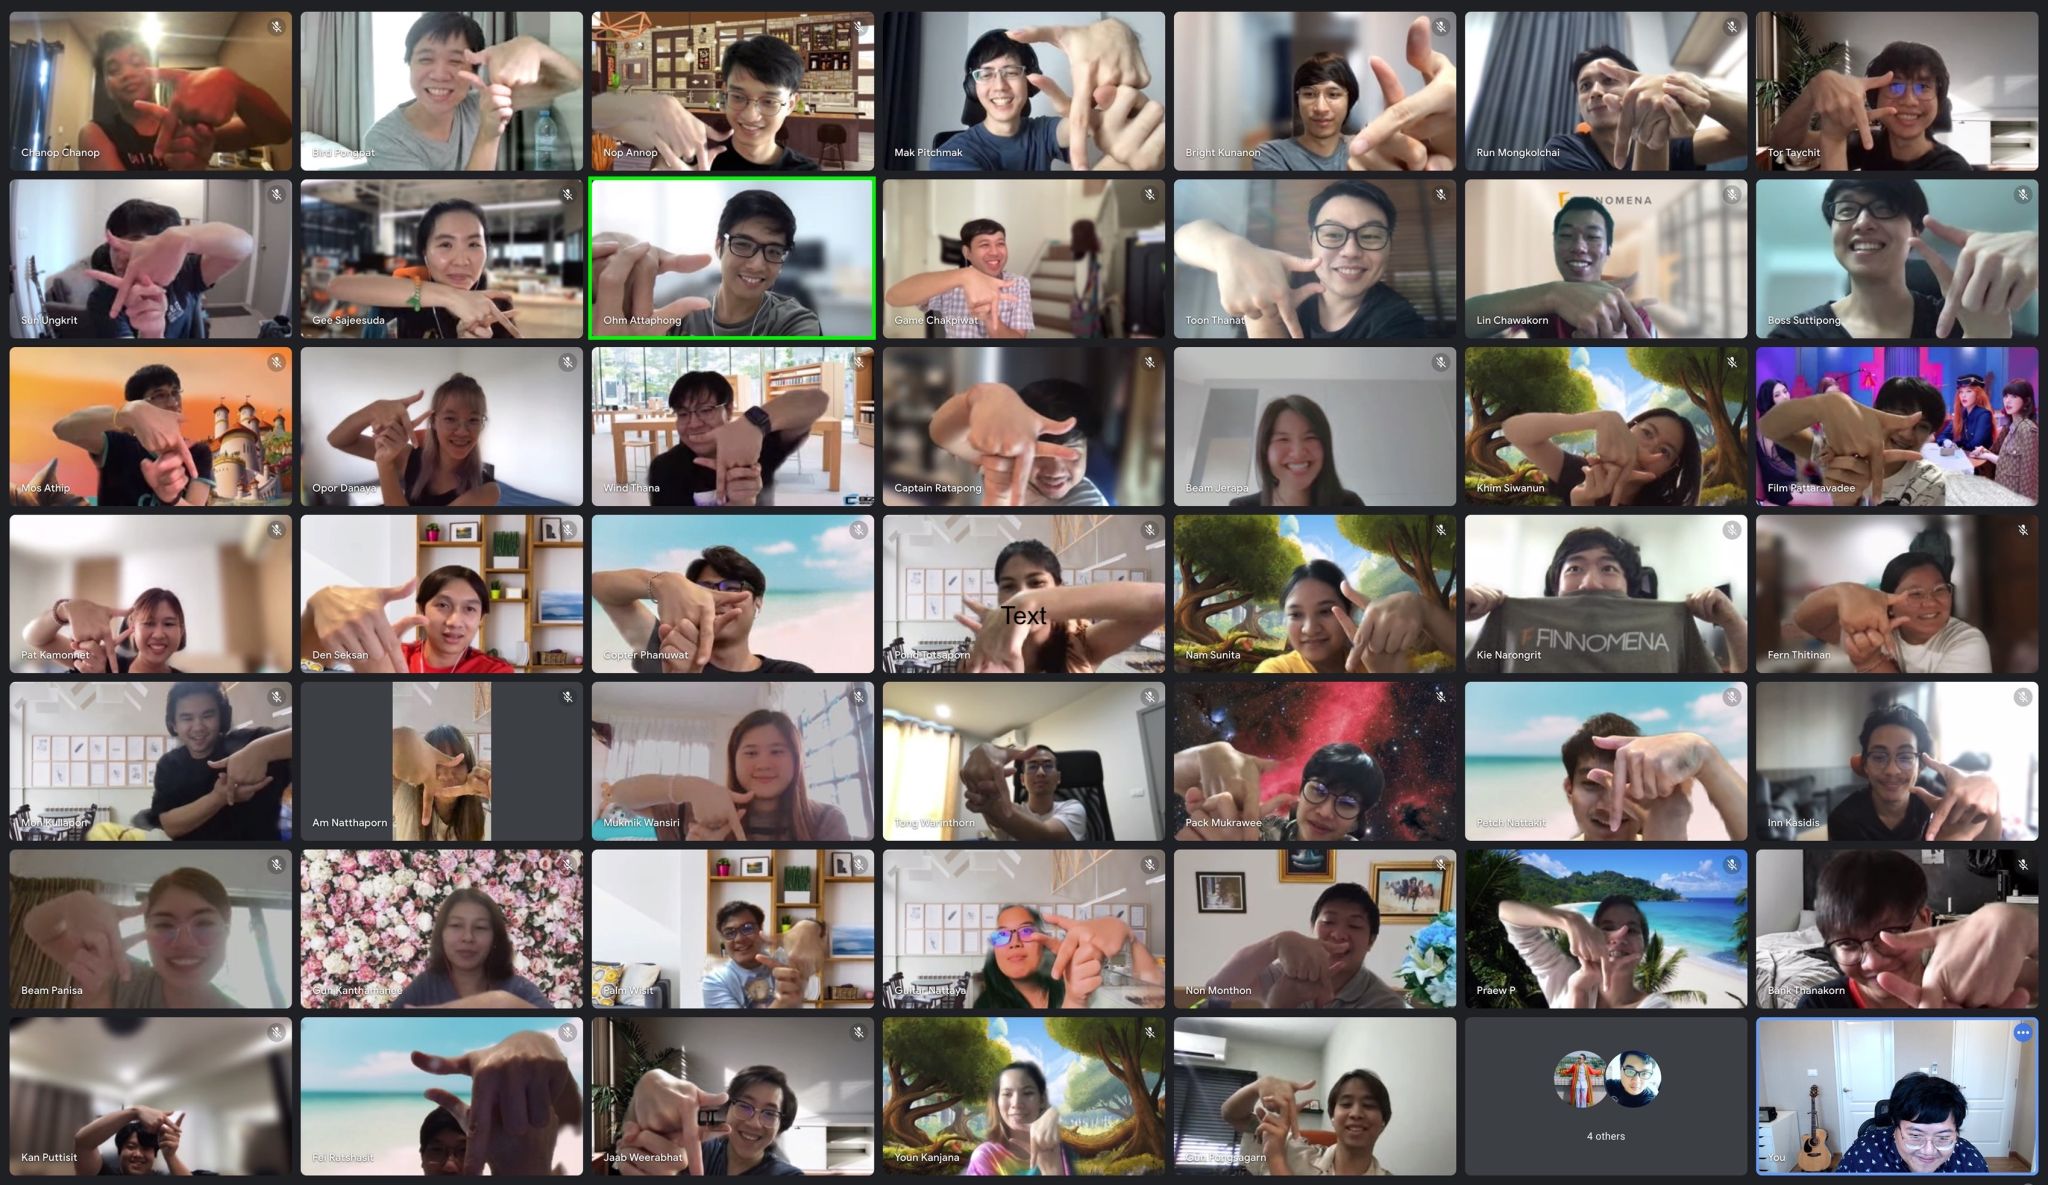 Chanop Chanop
Bird Pongpat
Nop Annop
Mak Pitchmak
Bright Kunanon
Run Mongkolchai
Tor Taychit
Sun Ungkrit
Gee Sajeesuda
Ohm Attaphong
Game Chakpiwat
Toon Thanat
NOMENA
Lin Chawakorn
Boss Suttipong
Mos Athip
Opor Danaya
Wind Thana
Captain Ratapong
Beam Jerapa
Khim Siwanun
Film Pattaravadee
Pat Kamonnet
Den Seksan
Copter Phanuwat
Text
Pond Totsaporn
Nam Sunita
FINNOMENA
Kie Narongrit
Fern Thitinan
Mon Kullapon
Am Natthaporn
Mukmik Wansiri
Tong Warinthorn
Pack Mukrawee
Petch Nattakit
Inn Kasidis
Beam Panisa
Gun Kanthamanee
Palm Wisit
Guitar Nattaya
Non Monthon
Praew P
Bank Thanakorn
Kan Puttisit
Fei Ratshasit
Jaab Weerabhat
Youn Kanjana
Gun Pongsagarn
4 others
You